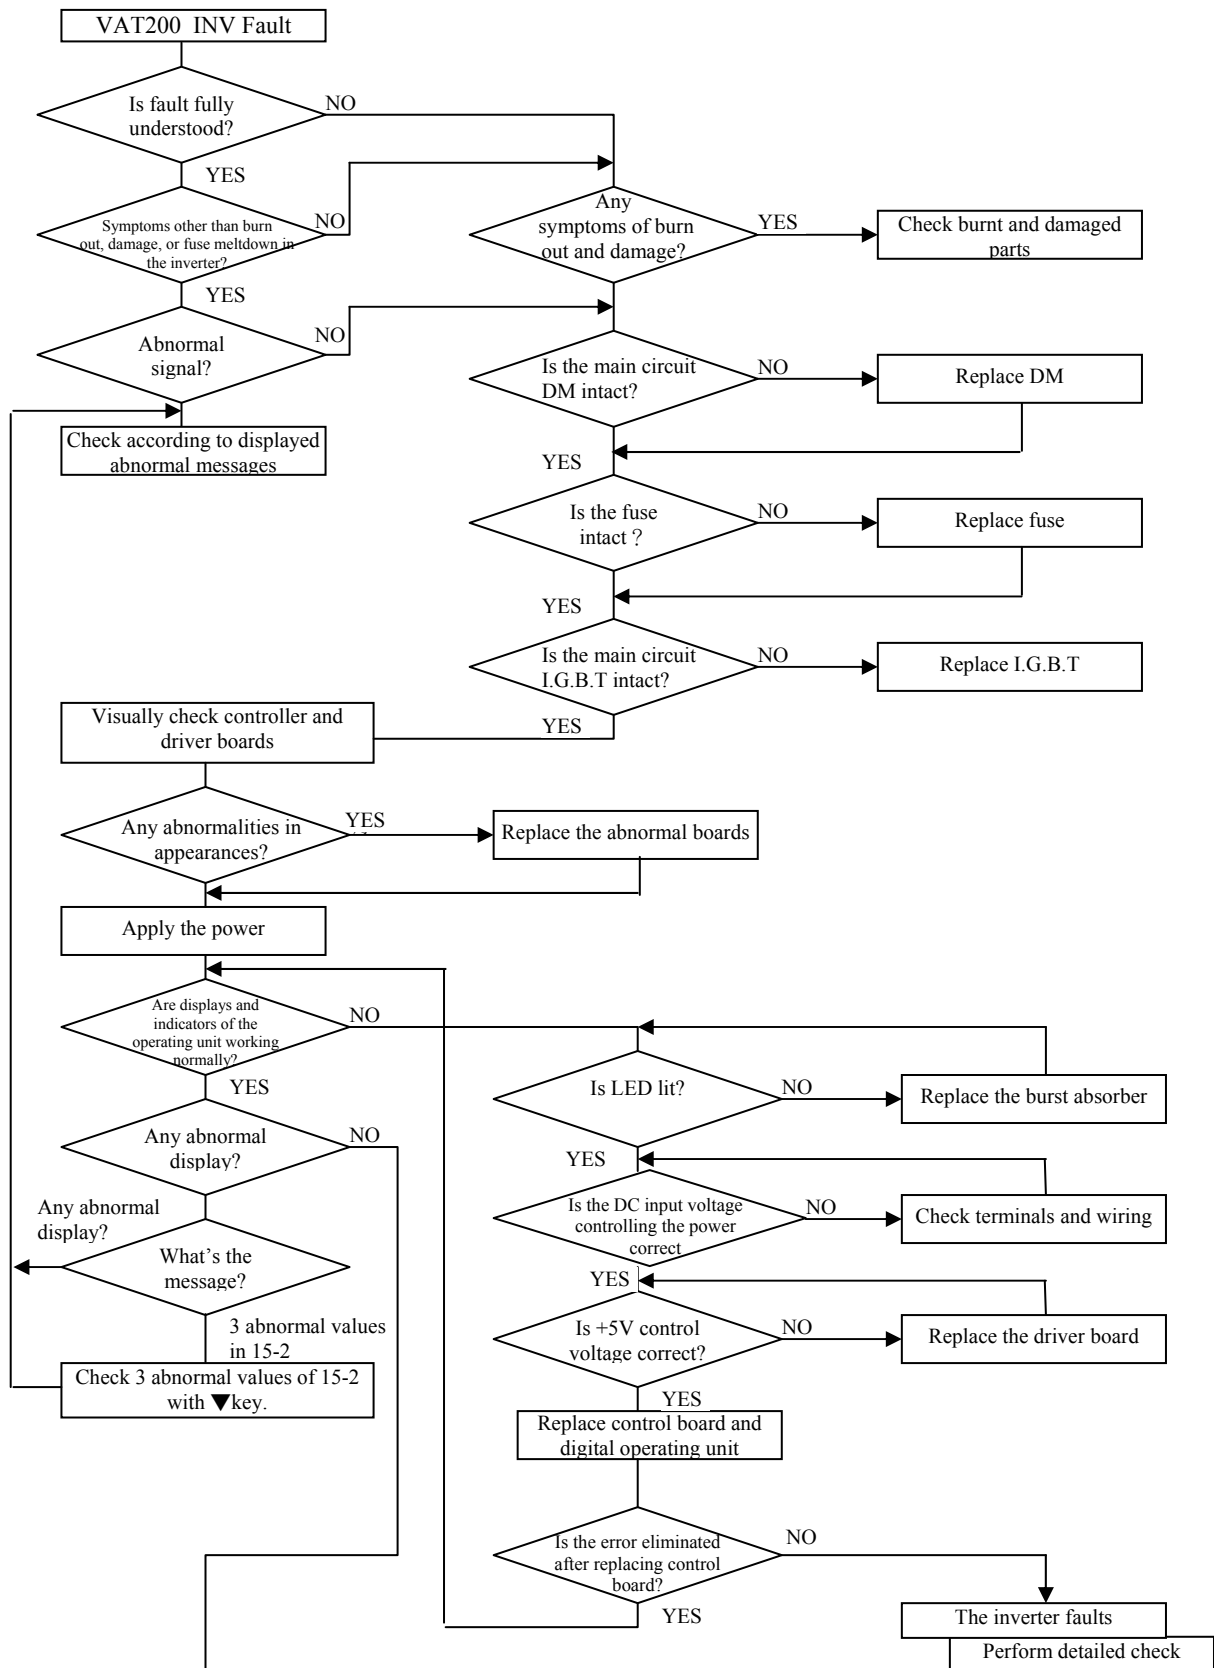 VAT200 INV Fault
Is fault fully
understood?
NO
YES
Symptoms other than burn
out, damage, or fuse meltdown in
the inverter?
NO
YES
Any
symptoms of burn
out and damage?
YES
Check burnt and damaged
parts
Abnormal
signal?
NO
Check according to displayed
abnormal messages
Is the main circuit
DM intact?
NO
Replace DM
YES
Is the fuse
intact ?
NO
Replace fuse
YES
Is the main circuit
I.G.B.T intact?
NO
Replace I.G.B.T
YES
Visually check controller and
driver boards
Any abnormalities in
appearances?
YES
Replace the abnormal boards
Apply the power
Are displays and
indicators of the
operating unit working
normally?
NO
YES
Is LED lit?
NO
Replace the burst absorber
YES
Any abnormal
display?
NO
Any abnormal
display?
What's the
message?
3 abnormal values
in 15-2
Check 3 abnormal values of 15-2
with ▼key.
Is the DC input voltage
controlling the power
correct
NO
Check terminals and wiring
YES
Is +5V control
voltage correct?
NO
Replace the driver board
YES
Replace control board and
digital operating unit
Is the error eliminated
after replacing control
board?
NO
YES
The inverter faults
Perform detailed check